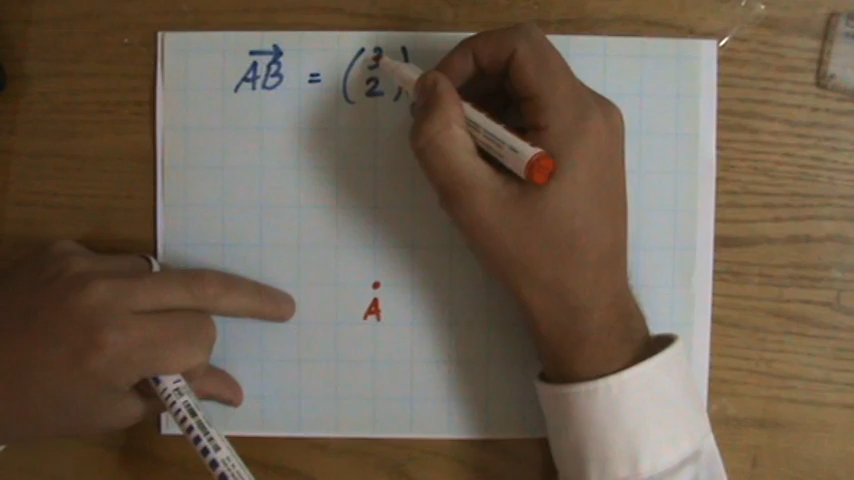 AB = (3
2)
A